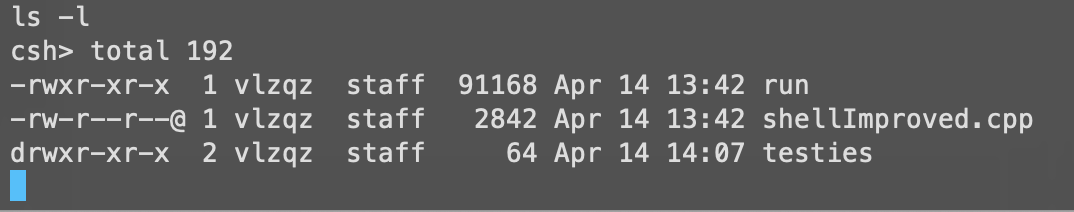 ls -l
csh> total 192
-rwxr-xr-x  1 vlzqz  staff  91168 Apr 14 13:42 run
-rw-r--r--@ 1 vlzqz  staff   2842 Apr 14 13:42 shellImproved.cpp
drwxr-xr-x  2 vlzqz  staff     64 Apr 14 14:07 testies